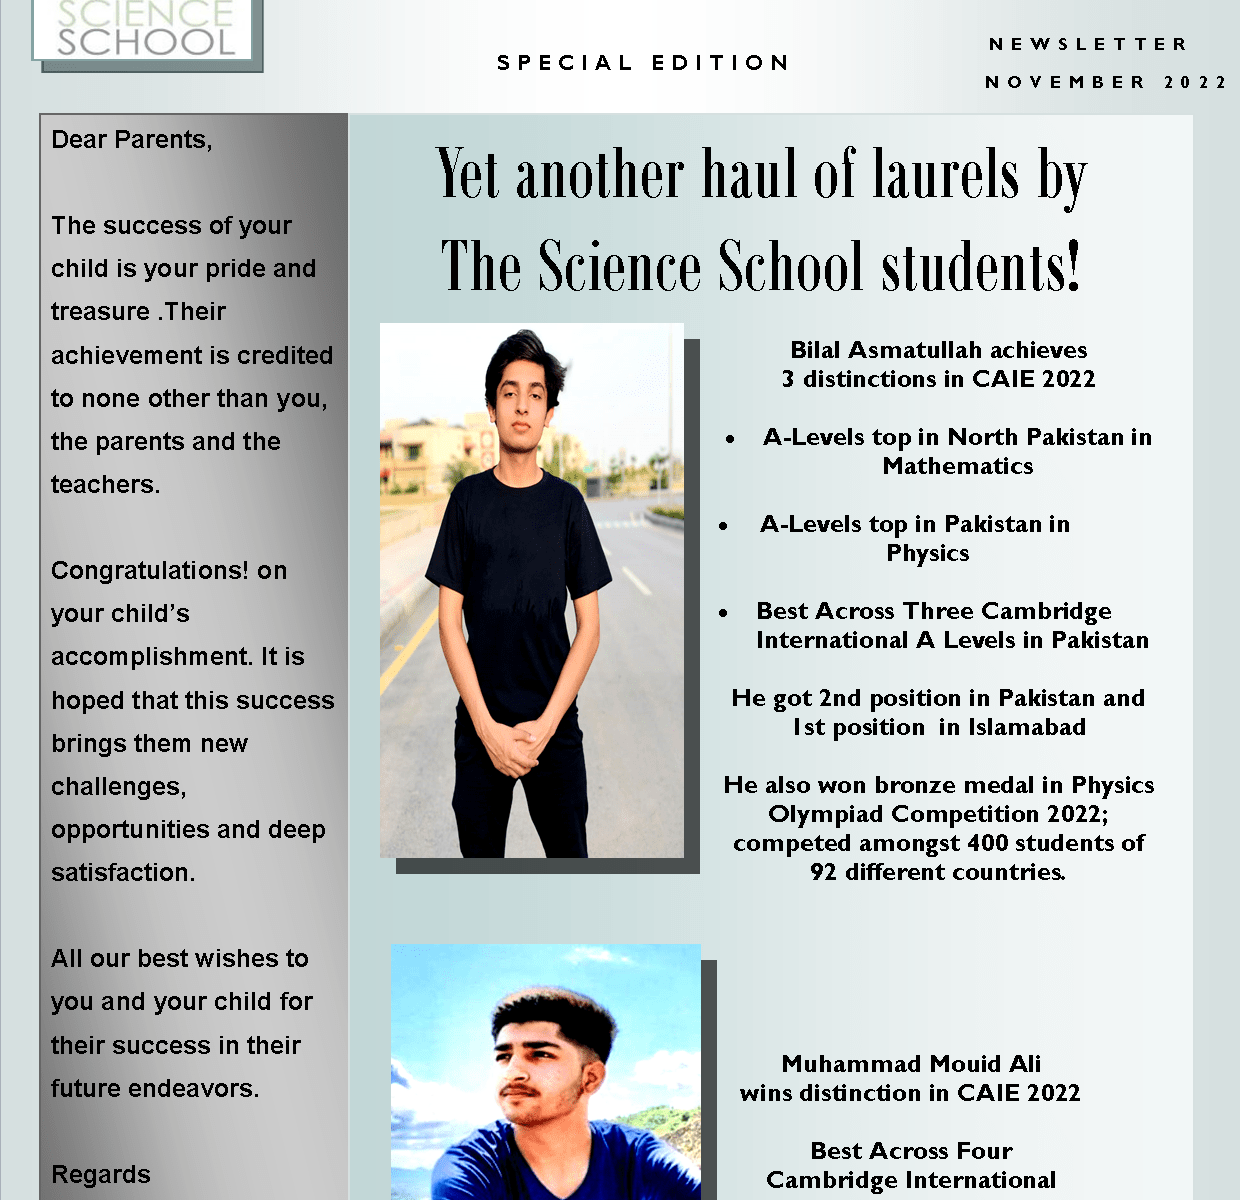 SCIENCE
SCHOOL
SPECIAL EDITION
NEWSLETTER
NOVEMBER 2022
Dear Parents,
The success of your
child is your pride and
treasure .Their
achievement is credited
to none other than you,
the parents and the
teachers.
Congratulations! on
your child’s
accomplishment. It is
hoped that this success
brings them new
challenges,
opportunities and deep
satisfaction.
All our best wishes to
you and your child for
their success in their
future endeavors.
Regards
Yet another haul of laurels by
The Science School students!
Bilal Asmatullah achieves
3 distinctions in CAIE 2022
• A-Levels top in North Pakistan in
Mathematics
• A-Levels top in Pakistan in
Physics
• Best Across Three Cambridge
International A Levels in Pakistan
He got 2nd position in Pakistan and
1st position in Islamabad
He also won bronze medal in Physics
Olympiad Competition 2022;
competed amongst 400 students of
92 different countries.
Muhammad Mouid Ali
wins distinction in CAIE 2022
Best Across Four
Cambridge International